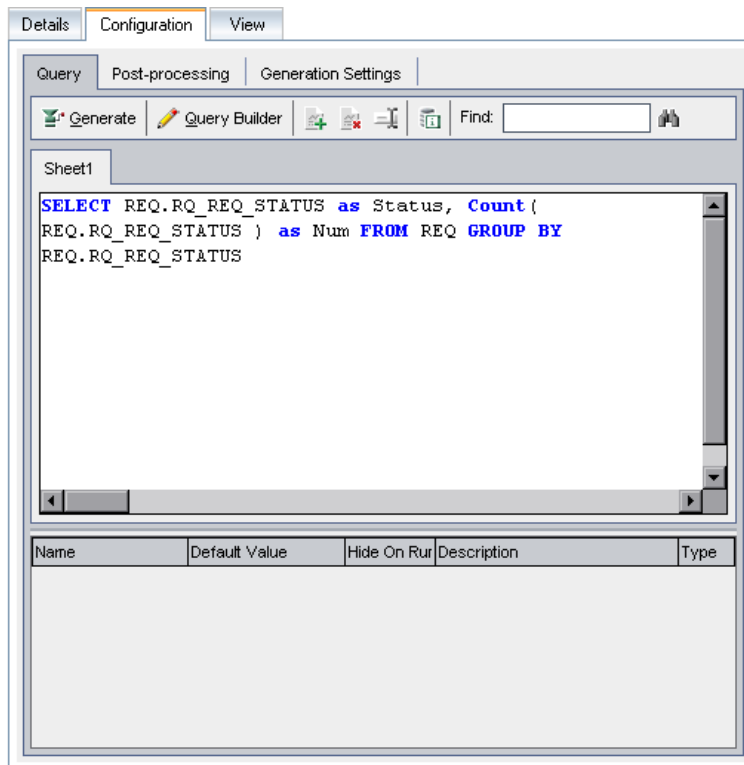 Details Configuration View
Query Post-processing Generation Settings
Generate Query Builder Find:
Sheet1
SELECT REQ.RQ_REQ_STATUS as Status, Count(
REQ.RQ_REQ_STATUS ) as Num FROM REQ GROUP BY
REQ.RQ_REQ_STATUS
Name Default Value Hide On Rur Description Type